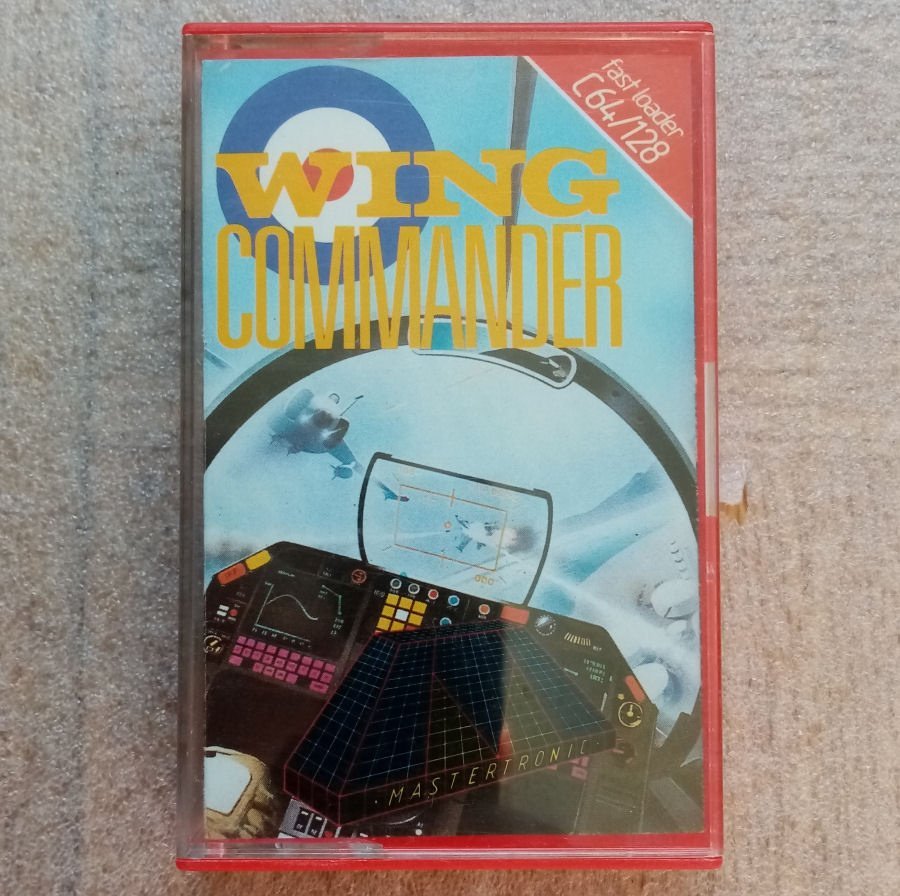 fast loader
C64/128
WING
COMMANDER
· MASTERTRONIC ·